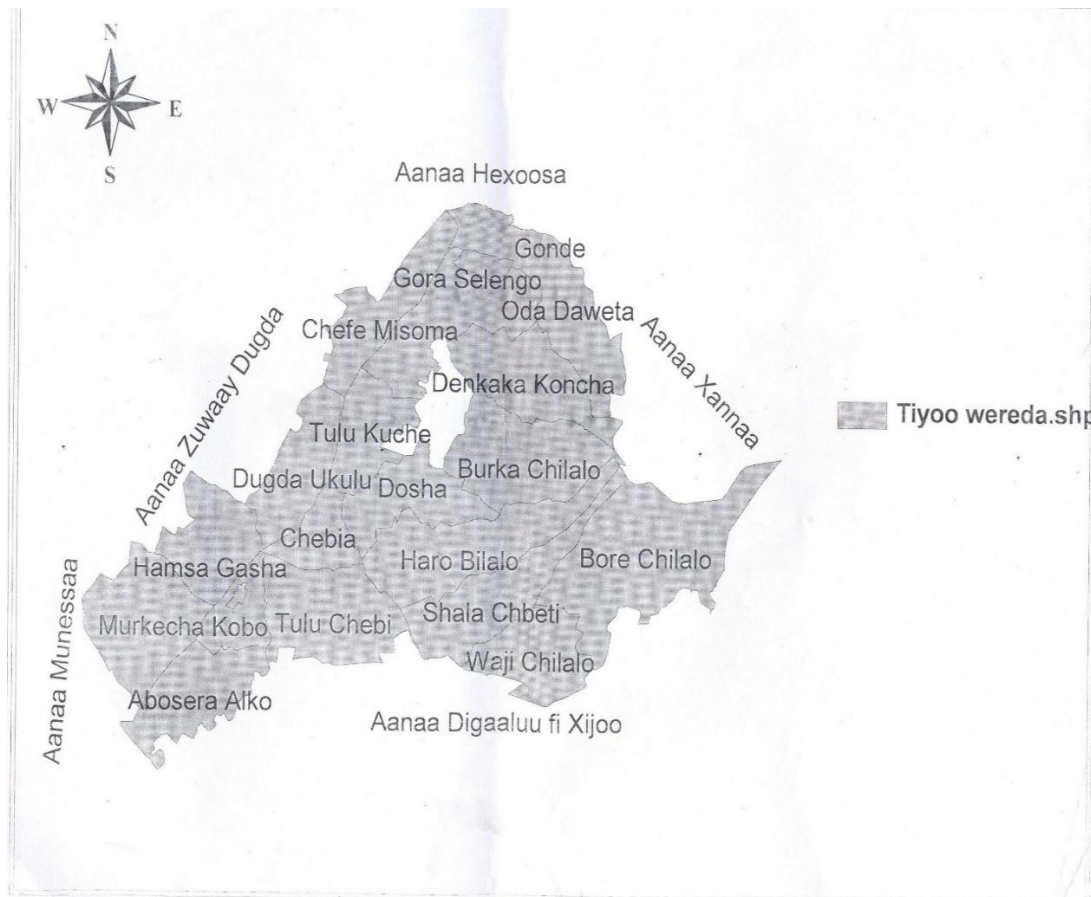 N
W E
S
Aanaa Hexoosa
Gonde
Gora Selengo
Oda Daweta
Chefe Misoma
Aanaa Zuwaay Dugda
Aanaa Xannaa
Denkaka Koncha
Tiyoo wereda.shp
Tulu Kuche
Burka Chilalo
Dugda Ukulu
Dosha
Chebia
Haro Bilalo
Bore Chilalo
Hamsa Gasha
Shala Chbeti
Murkecha Kobo
Tulu Chebi
Aanaa Munessaa
Waji Chilalo
Abosera Alko
Aanaa Digaaluu fi Xijoo